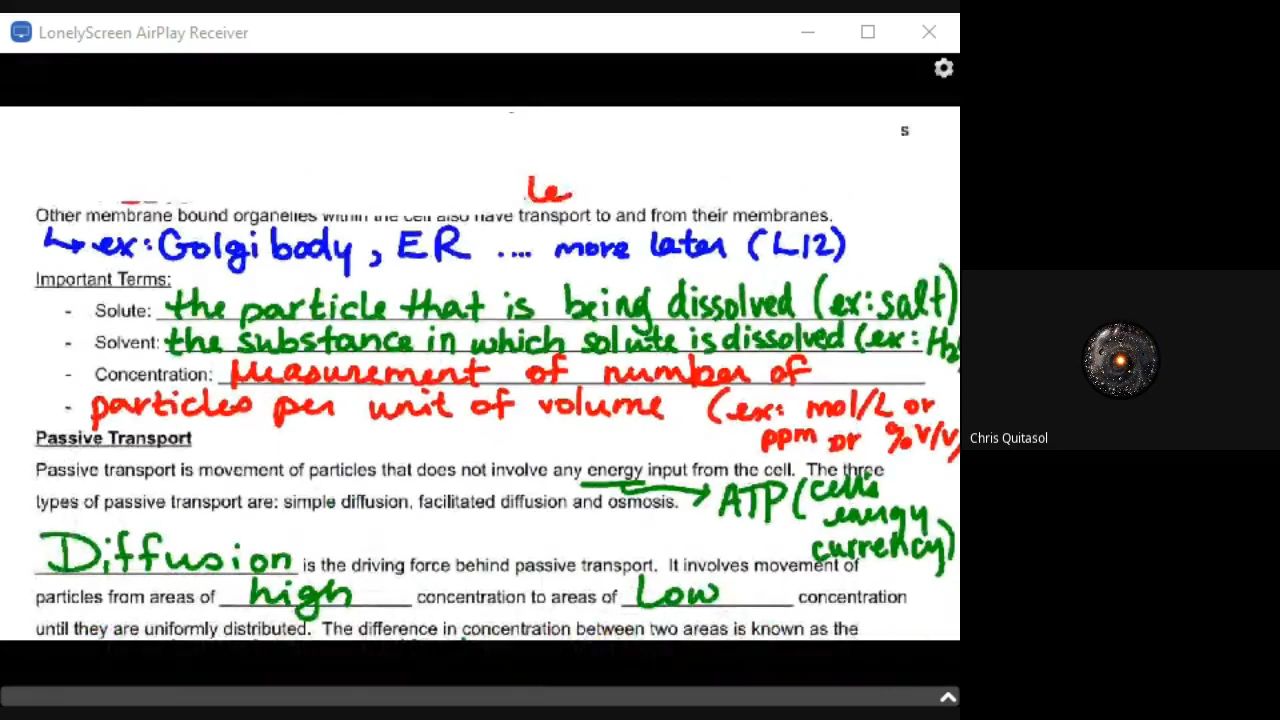 LonelyScreen AirPlay Receiver
s
Le
Other membrane bound organelles within the cell also have transport to and from their membranes.
↳ ex: Golgi body, ER .... more later (L12)
Important Terms:
- Solute: the particle that is being dissolved (ex: salt)
- Solvent: the substance in which solute is dissolved (ex: H₂
- Concentration: Measurement of number of
- particles per unit of volume (ex: mol/L or
ppm or % v/v)
Passive Transport
Passive transport is movement of particles that does not involve any energy input from the cell. The three
types of passive transport are: simple diffusion, facilitated diffusion and osmosis. → ATP (cell's
energy
currency)
Diffusion is the driving force behind passive transport. It involves movement of
particles from areas of high concentration to areas of Low concentration
until they are uniformly distributed. The difference in concentration between two areas is known as the
Chris Quitasol